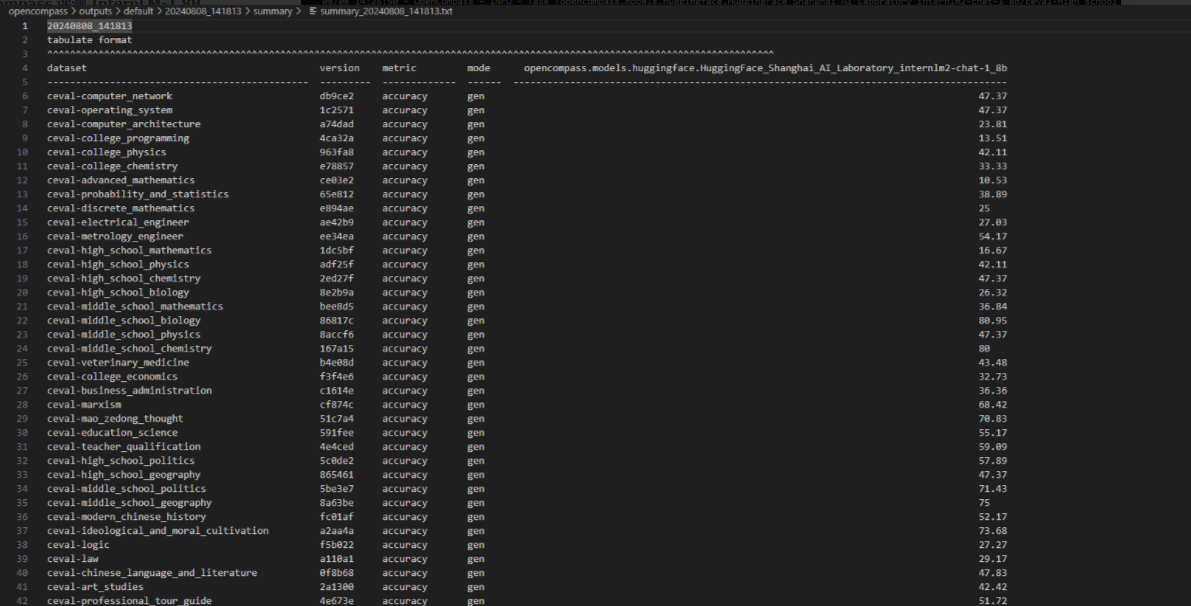 opencompass > outputs > default > 20240808_141813 > summary > summary_20240808_141813.txt
1 20240808_141813
2 tabulate format
3 ^^^^^^^^^^^^^^^^^^^^^^^^^^^^^^^^^^^^^^^^^^^^^^^^^^^^^^^^^^^^^^^^^^^^^^^^^^^^^^^^^^^^^^^^^^^^^^^^^^^^^^^^^^^^^^^^^^^^^^^^^^^^^^^^
4 dataset version metric mode opencompass.models.huggingface.HuggingFace_Shanghai_AI_Laboratory_internlm2-chat-1_8b
5 ---------------------------------------------- --------- ------------- ------ ---------------------------------------------------------------------------------------
6 ceval-computer_network db9ce2 accuracy gen 47.37
7 ceval-operating_system 1c2571 accuracy gen 47.37
8 ceval-computer_architecture a74dad accuracy gen 23.81
9 ceval-college_programming 4ca32a accuracy gen 13.51
10 ceval-college_physics 963fa8 accuracy gen 42.11
11 ceval-college_chemistry e78857 accuracy gen 33.33
12 ceval-advanced_mathematics ce03e2 accuracy gen 10.53
13 ceval-probability_and_statistics 65e812 accuracy gen 38.89
14 ceval-discrete_mathematics e894ae accuracy gen 25
15 ceval-electrical_engineer ae42b9 accuracy gen 27.03
16 ceval-metrology_engineer ee34ea accuracy gen 54.17
17 ceval-high_school_mathematics 1dc5bf accuracy gen 16.67
18 ceval-high_school_physics adf25f accuracy gen 42.11
19 ceval-high_school_chemistry 2ed27f accuracy gen 47.37
20 ceval-high_school_biology 8e2b9a accuracy gen 26.32
21 ceval-middle_school_mathematics bee8d5 accuracy gen 36.84
22 ceval-middle_school_biology 86817c accuracy gen 80.95
23 ceval-middle_school_physics 8accf6 accuracy gen 47.37
24 ceval-middle_school_chemistry 167a15 accuracy gen 80
25 ceval-veterinary_medicine b4e08d accuracy gen 43.48
26 ceval-college_economics f3f4e6 accuracy gen 32.73
27 ceval-business_administration c1614e accuracy gen 36.36
28 ceval-marxism cf874c accuracy gen 68.42
29 ceval-mao_zedong_thought 51c7a4 accuracy gen 70.83
30 ceval-education_science 591fee accuracy gen 55.17
31 ceval-teacher_qualification 4e4ced accuracy gen 59.09
32 ceval-high_school_politics 5c0de2 accuracy gen 57.89
33 ceval-high_school_geography 865461 accuracy gen 47.37
34 ceval-middle_school_politics 5be3e7 accuracy gen 71.43
35 ceval-middle_school_geography 8a63be accuracy gen 75
36 ceval-modern_chinese_history fc01af accuracy gen 52.17
37 ceval-ideological_and_moral_cultivation a2aa4a accuracy gen 73.68
38 ceval-logic f5b022 accuracy gen 27.27
39 ceval-law a110a1 accuracy gen 29.17
40 ceval-chinese_language_and_literature 0f8b68 accuracy gen 47.83
41 ceval-art_studies 2a1300 accuracy gen 42.42
42 ceval-professional_tour_guide 4e673e accuracy gen 51.72